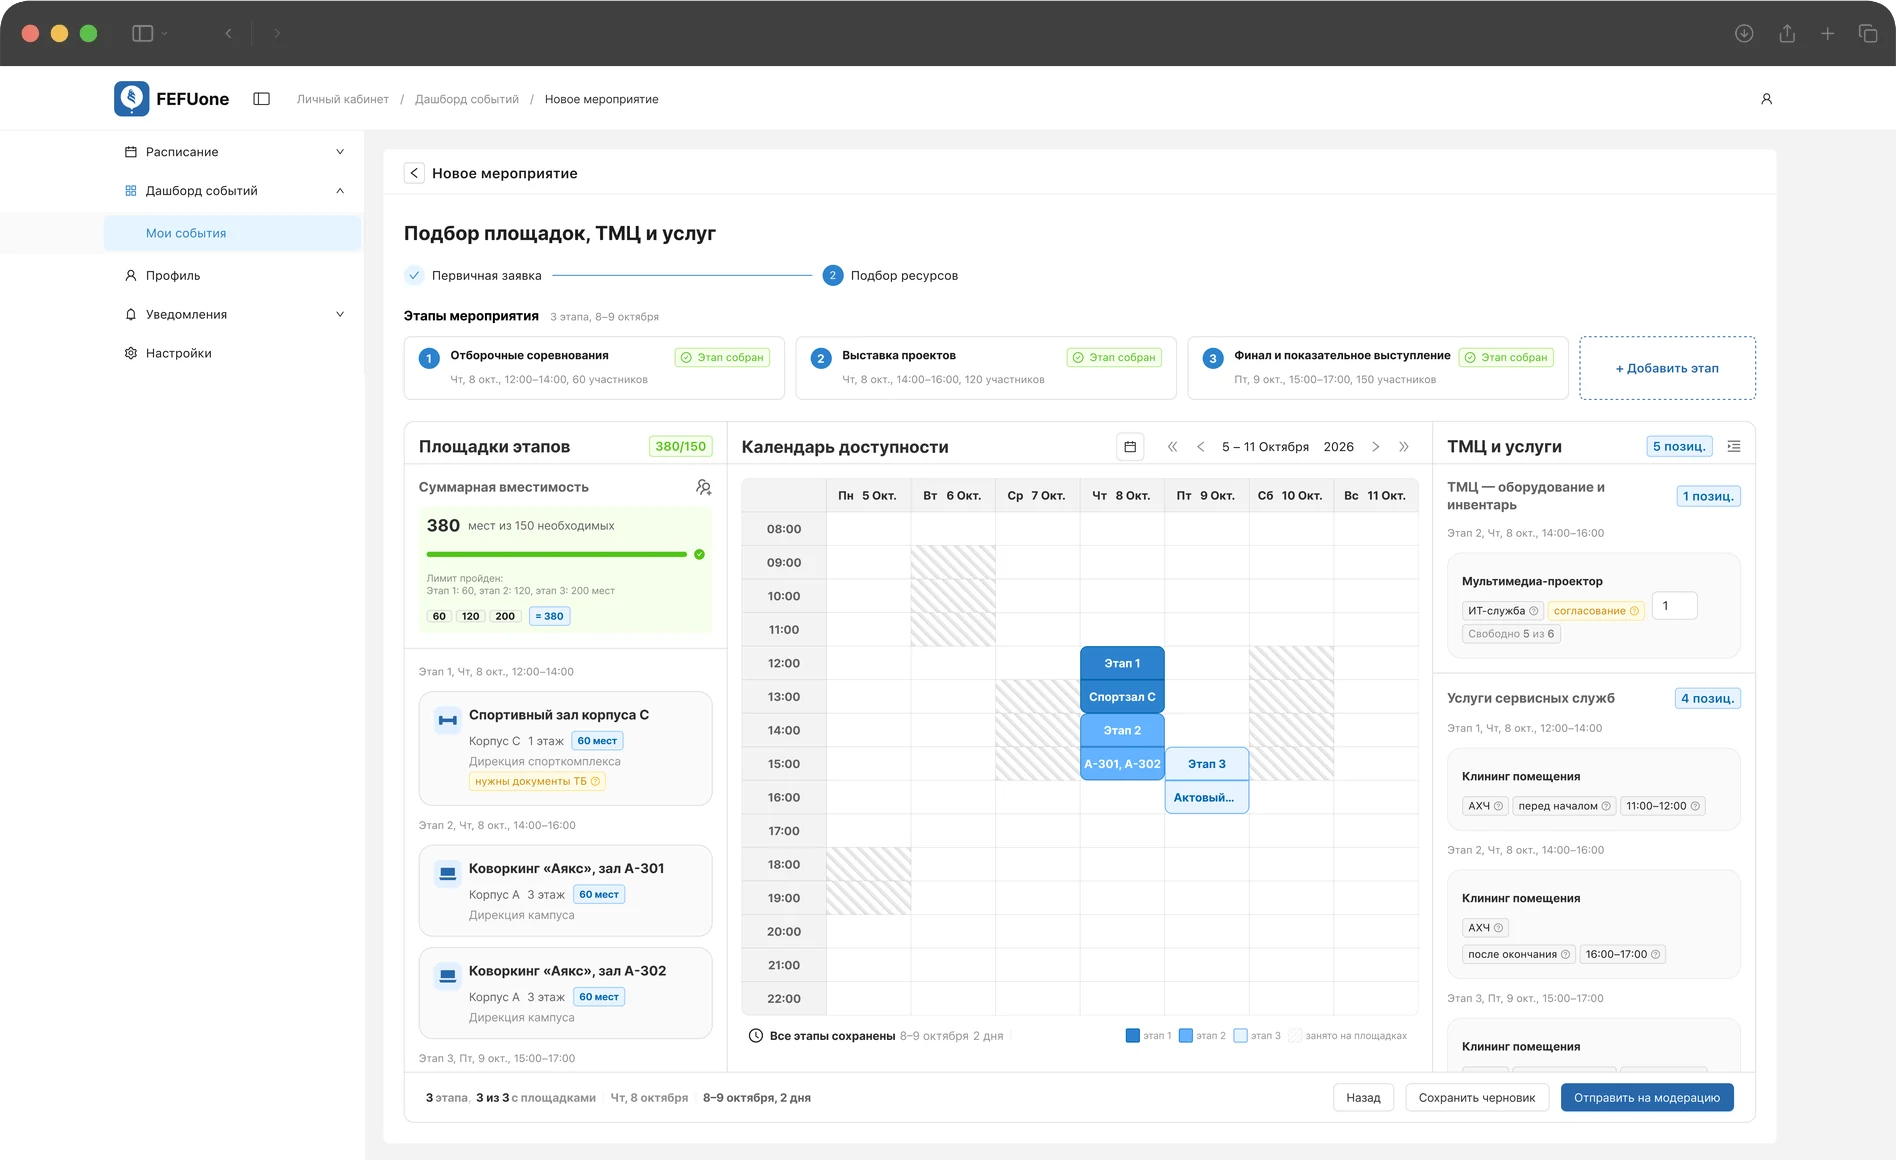 FEFUone
Личный кабинет / Дашборд событий / Новое мероприятие
Расписание
Дашборд событий
Мои события
Профиль
Уведомления
Настройки
Новое мероприятие
Подбор площадок, ТМЦ и услуг
Первичная заявка
2 Подбор ресурсов
Этапы мероприятия 3 этапа, 8–9 октября
1 Отборочные соревнования Этап собран
Чт, 8 окт., 12:00–14:00, 60 участников
2 Выставка проектов Этап собран
Чт, 8 окт., 14:00–16:00, 120 участников
3 Финал и показательное выступление Этап собран
Пт, 9 окт., 15:00–17:00, 150 участников
+ Добавить этап
Площадки этапов 380/150
Суммарная вместимость
380 мест из 150 необходимых
Лимит пройден:
Этап 1: 60, этап 2: 120, этап 3: 200 мест
60 120 200 = 380
Этап 1, Чт, 8 окт., 12:00–14:00
Спортивный зал корпуса С
Корпус С 1 этаж 60 мест
Дирекция спорткомплекса
нужны документы ТБ
Этап 2, Чт, 8 окт., 14:00–16:00
Коворкинг «Аякс», зал А-301
Корпус А 3 этаж 60 мест
Дирекция кампуса
Коворкинг «Аякс», зал А-302
Корпус А 3 этаж 60 мест
Дирекция кампуса
Этап 3, Пт, 9 окт., 15:00–17:00
Календарь доступности
5 – 11 Октября 2026
Пн 5 Окт. Вт 6 Окт. Ср 7 Окт. Чт 8 Окт. Пт 9 Окт. Сб 10 Окт. Вс 11 Окт.
08:00
09:00
10:00
11:00
12:00 Этап 1
13:00 Спортзал С
14:00 Этап 2
15:00 А-301, А-302 Этап 3
16:00 Актовый...
17:00
18:00
19:00
20:00
21:00
22:00
Все этапы сохранены 8–9 октября 2 дня
этап 1 этап 2 этап 3 занято на площадках
ТМЦ и услуги 5 позиц.
ТМЦ — оборудование и
инвентарь
1 позиц.
Этап 2, Чт, 8 окт., 14:00–16:00
Мультимедиа-проектор
ИТ-служба согласование 1
Свободно 5 из 6
Услуги сервисных служб 4 позиц.
Этап 1, Чт, 8 окт., 12:00–14:00
Клининг помещения
АХЧ перед началом 11:00–12:00
Этап 2, Чт, 8 окт., 14:00–16:00
Клининг помещения
АХЧ
после окончания 16:00–17:00
Этап 3, Пт, 9 окт., 15:00–17:00
Клининг помещения
3 этапа, 3 из 3 с площадками Чт, 8 октября 8–9 октября, 2 дня
Назад Сохранить черновик Отправить на модерацию